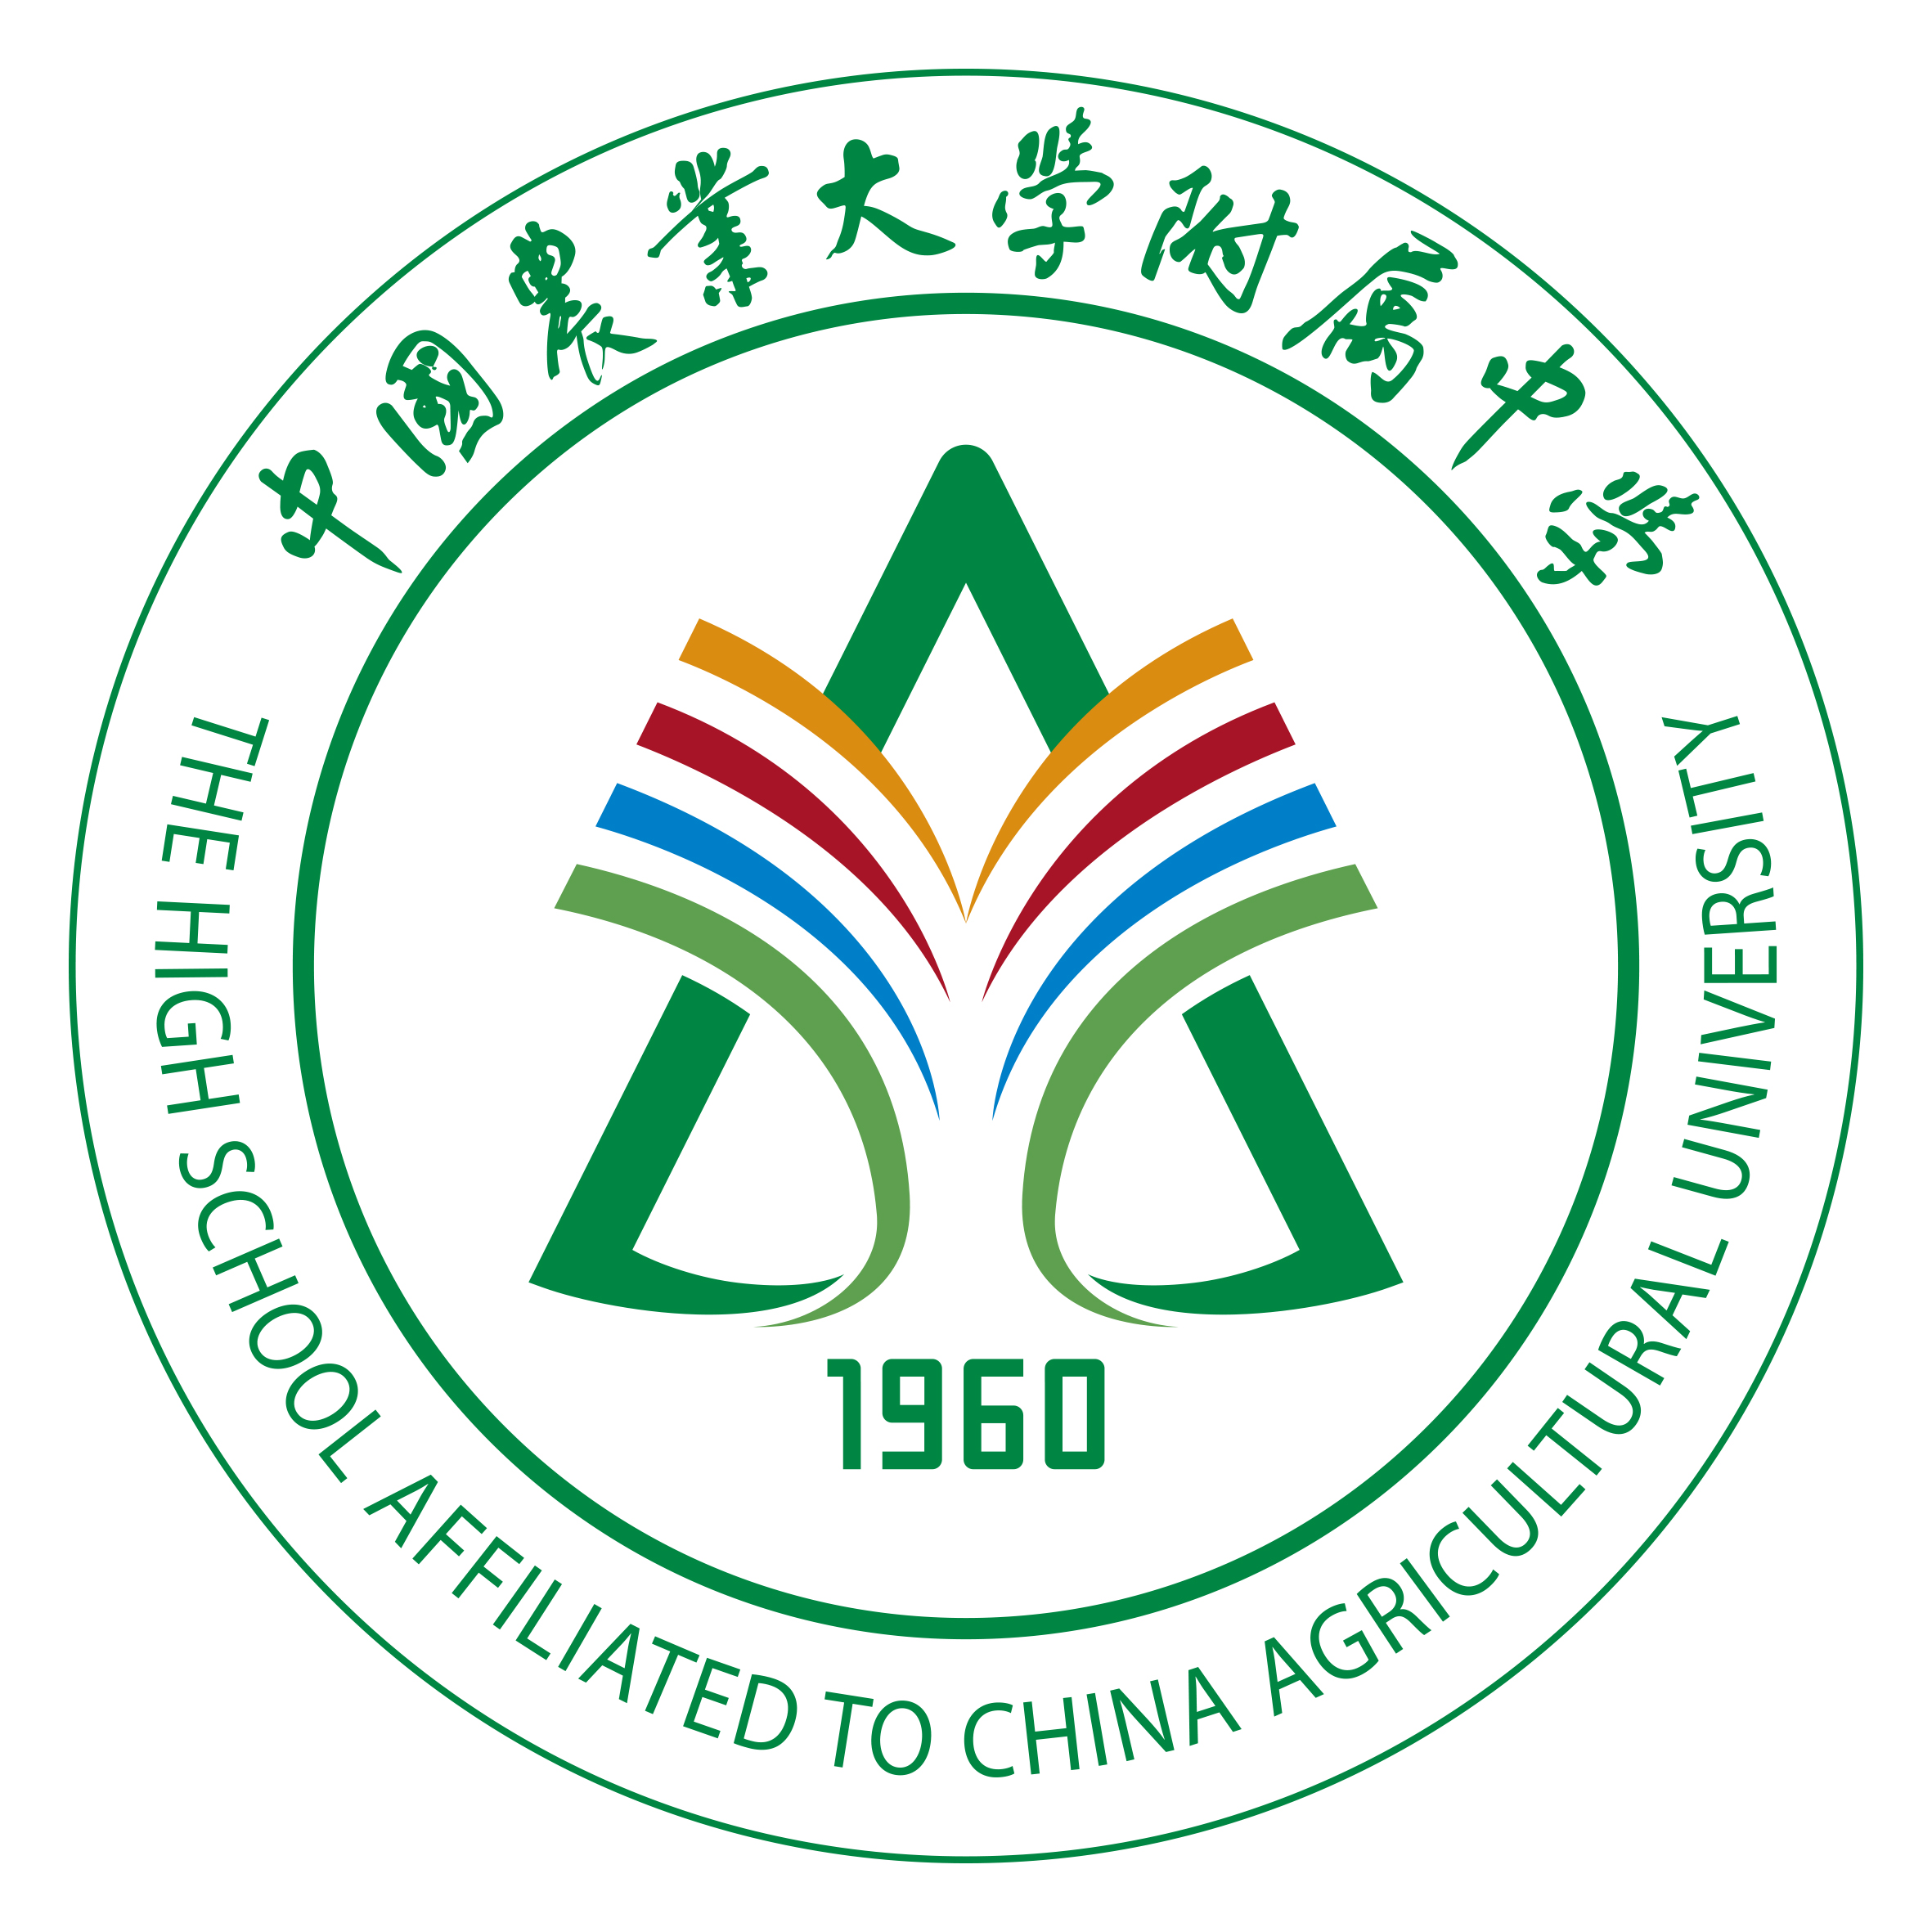 中国农业大学附属中学
THE HIGH SCHOOL AFFILIATED TO CHINA AGRICULTURAL UNIVERSITY
1960